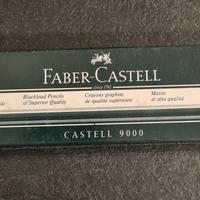 FABER-CASTELL
since 1761
Blacklead Pencils
of Superior Quality
Crayons graphite
de qualité supérieure
Matite
di alta qualità
CASTELL 9000